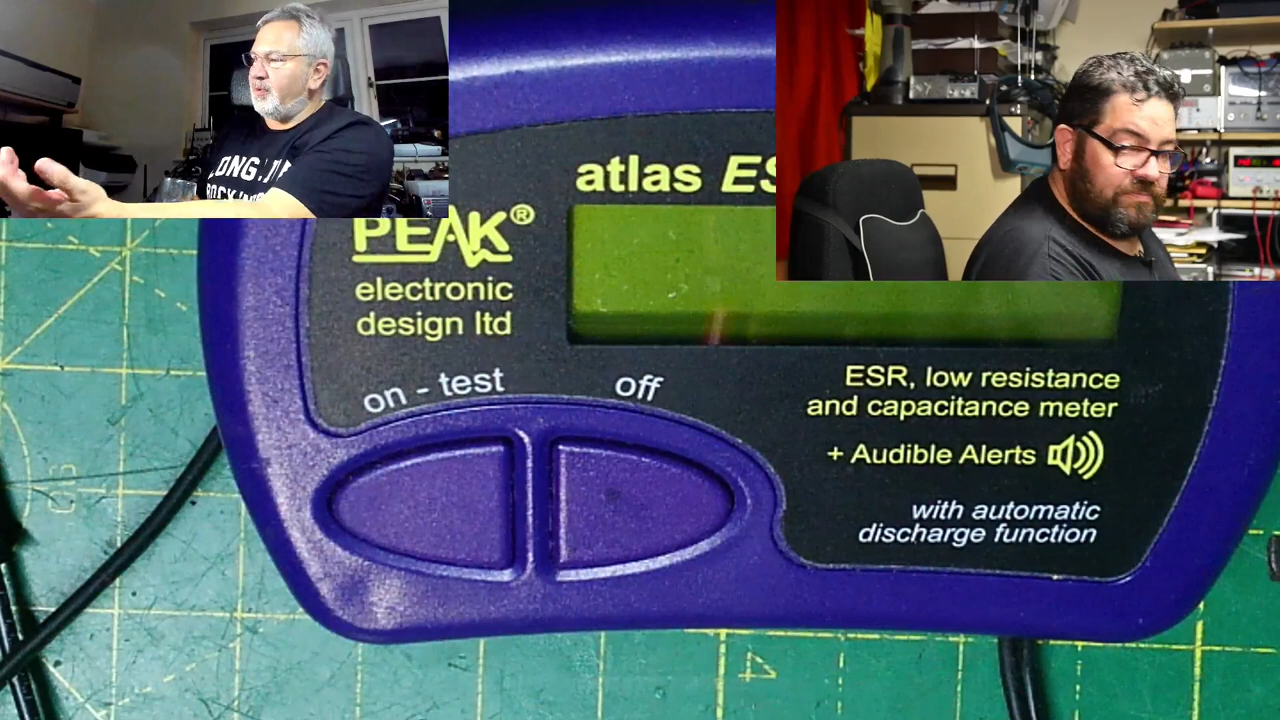 atlas ES
PEAK®
electronic
design ltd
on - test
off
ESR, low resistance
and capacitance meter
+ Audible Alerts
with automatic
discharge function
4